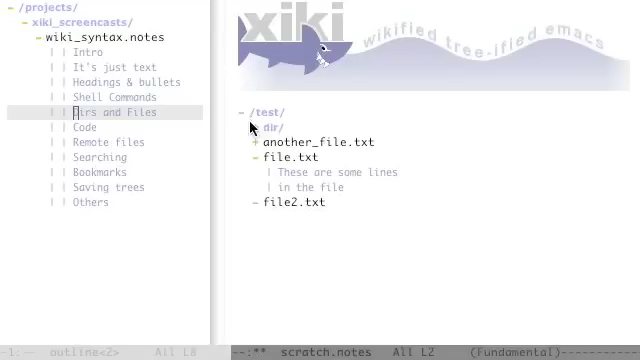 – /projects/
– xiki_screencasts/
– wiki_syntax.notes
| | Intro
| | It's just text
| | Headings & bullets
| | Shell Commands
| | Dirs and Files
| | Code
| | Remote files
| | Searching
| | Bookmarks
| | Saving trees
| | Others
-1:-- outline<2> All L8
xiki
wikified tree-ified emacs
– /test/
dir/
+ another_file.txt
– file.txt
| These are some lines
| in the file
– file2.txt
-:** scratch.notes All L2 (Fundamental)